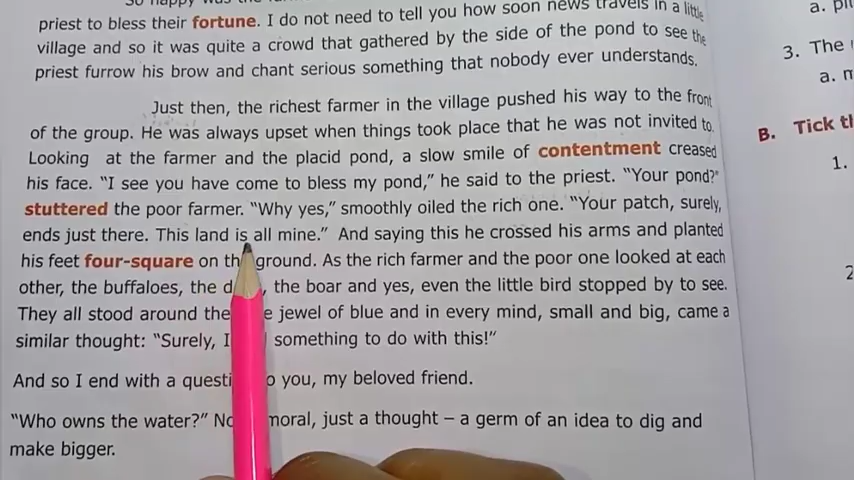 priest to bless their fortune. I do not need to tell you how soon news travels in a little
village and so it was quite a crowd that gathered by the side of the pond to see the
priest furrow his brow and chant serious something that nobody ever understands.
Just then, the richest farmer in the village pushed his way to the front
of the group. He was always upset when things took place that he was not invited to.
Looking at the farmer and the placid pond, a slow smile of contentment creased
his face. “I see you have come to bless my pond,” he said to the priest. “Your pond?”
stuttered the poor farmer. “Why yes,” smoothly oiled the rich one. “Your patch, surely,
ends just there. This land is all mine.” And saying this he crossed his arms and planted
his feet four-square on ground. As the rich farmer and the poor one looked at each
other, the buffaloes, the the boar and yes, even the little bird stopped by to see.
They all stood around the jewel of blue and in every mind, small and big, came a
similar thought: “Surely, I something to do with this!”
And so I end with a you, my beloved friend.
“Who owns the water?” moral, just a thought – a germ of an idea to dig and
make bigger.
3. The
B. Tick
1.
2